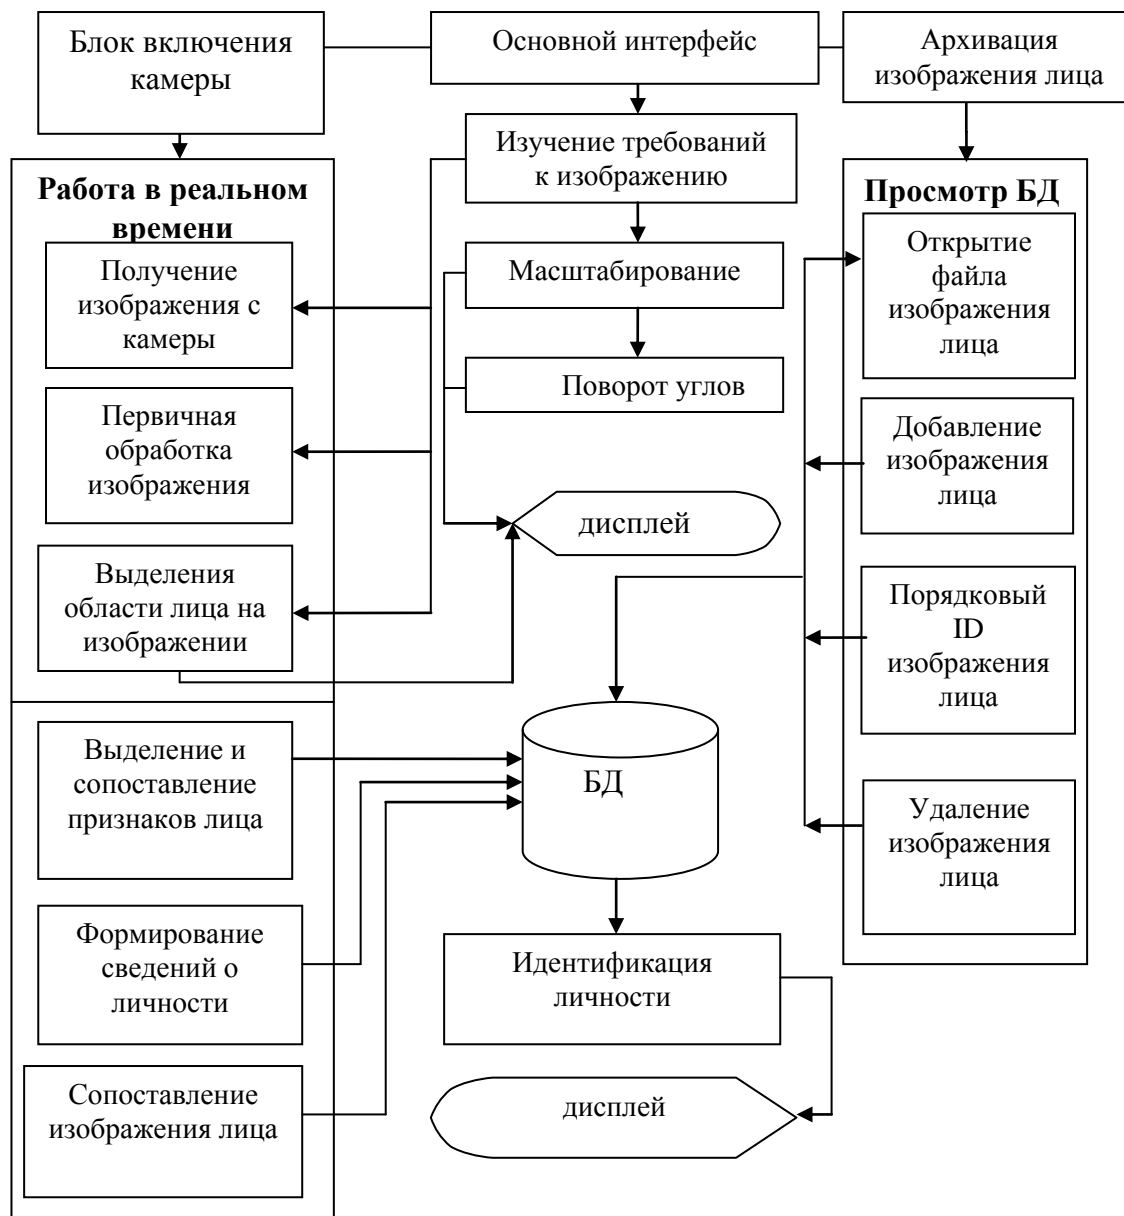 Блок включения
камеры
Основной интерфейс
Архивация
изображения лица
Изучение требований
к изображению
Работа в реальном
времени
Просмотр БД
Получение
изображения с
камеры
Масштабирование
Открытие
файла
изображения
лица
Поворот углов
Первичная
обработка
изображения
Добавление
изображения
лица
дисплей
Выделения
области лица на
изображении
Порядковый
ID
изображения
лица
Выделение и
сопоставление
признаков лица
БД
Удаление
изображения
лица
Формирование
сведений о
личности
Идентификация
личности
Сопоставление
изображения лица
дисплей